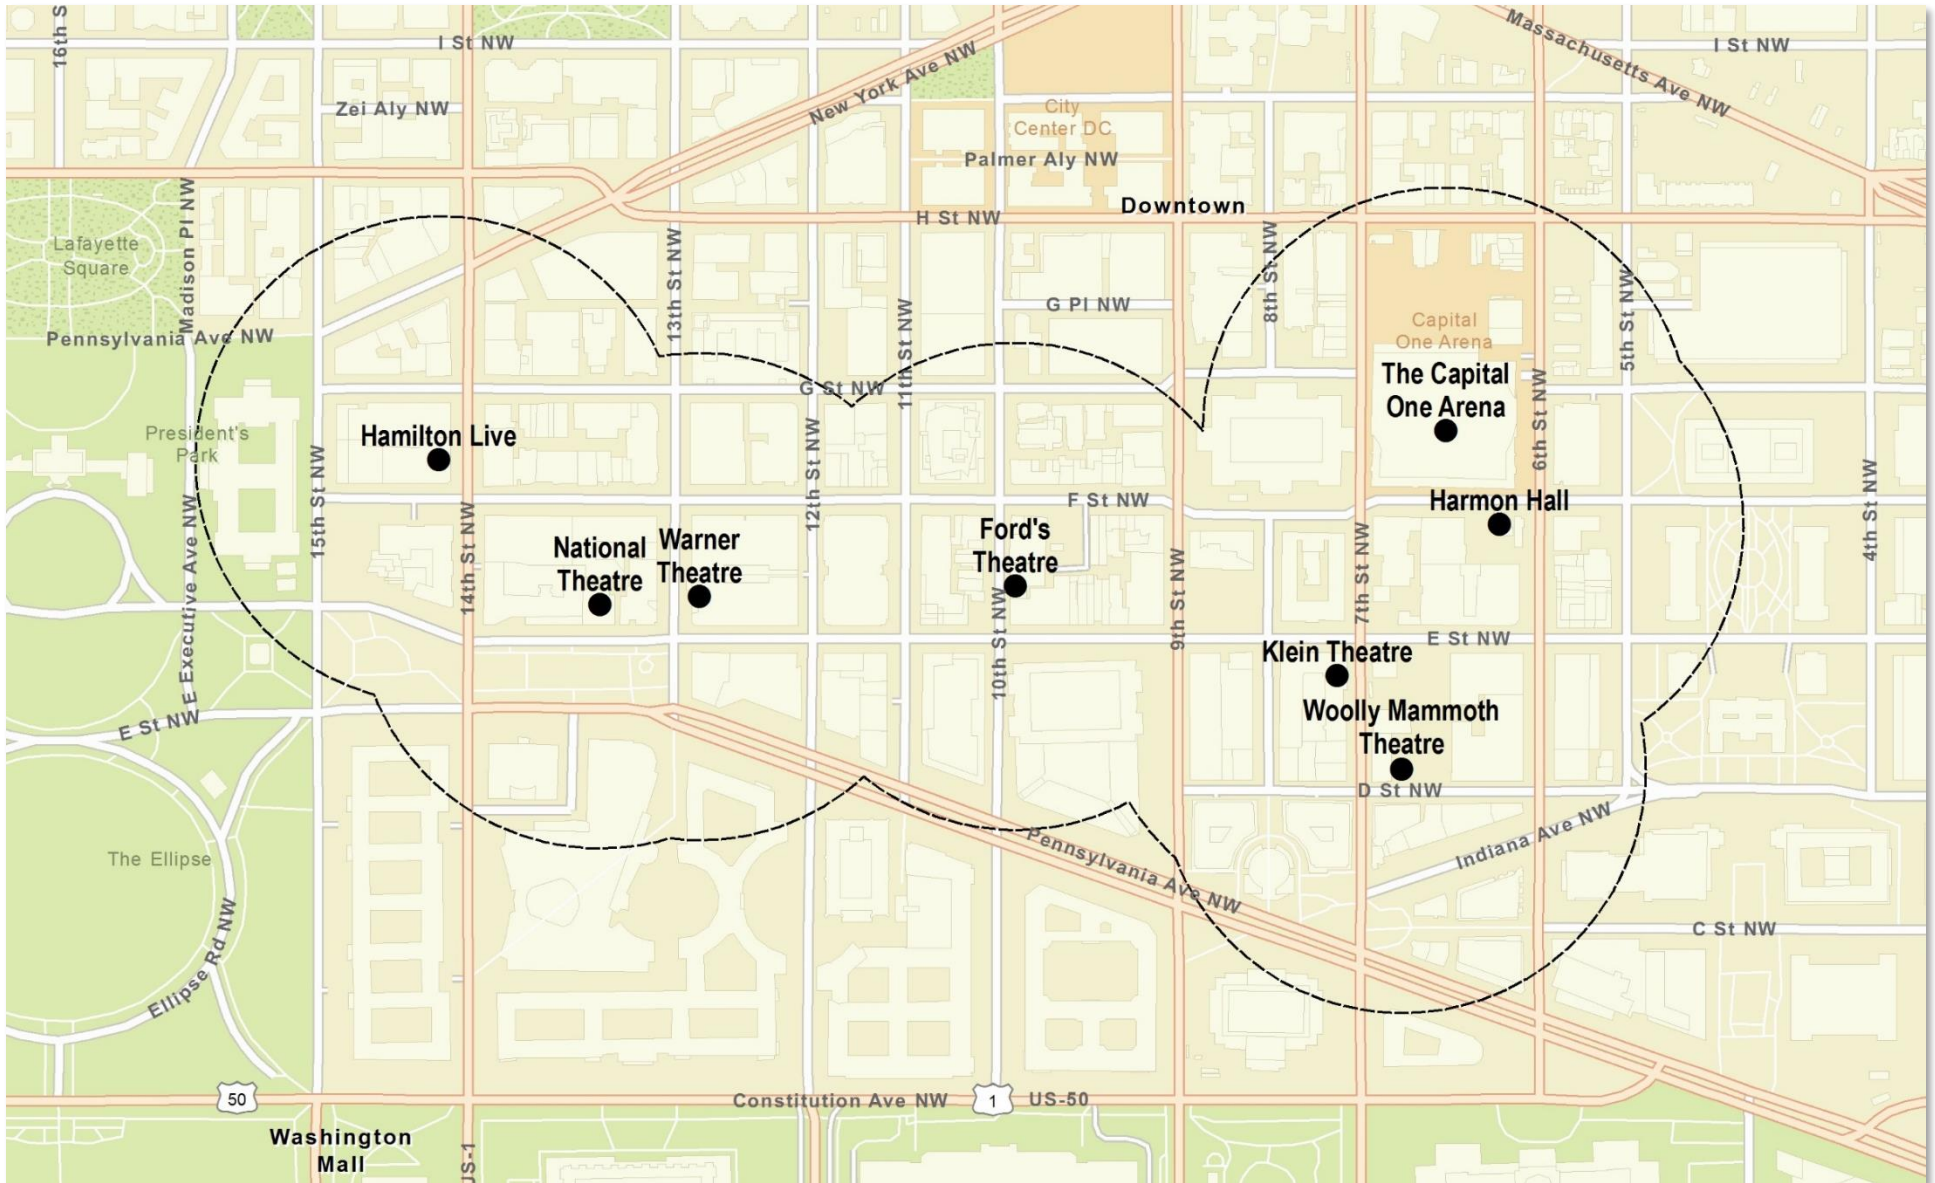 16th S
I St NW
Massachusetts Ave NW
I St NW
New York Ave NW
Zei Aly NW
City
Center DC
Palmer Aly NW
Madison Pl NW
Downtown
H St NW
Lafayette
Square
13th St NW
8th St NW
5th St NW
11th St NW
G Pl NW
Capital
One Arena
Pennsylvania Ave NW
G St NW
The Capital
One Arena
6th St NW
President's
Park
Hamilton Live
15th St NW
12th St NW
4th St NW
F St NW
Harmon Hall
E Executive Ave NW
14th St NW
National
Theatre
Warner
Theatre
Ford's
Theatre
10th St NW
9th St NW
7th St NW
E St NW
Klein Theatre
Woolly Mammoth
Theatre
E St NW
D St NW
Indiana Ave NW
Pennsylvania Ave NW
The Ellipse
Ellipse Rd NW
C St NW
50
Constitution Ave NW
1
US-50
Washington
Mall
US-1